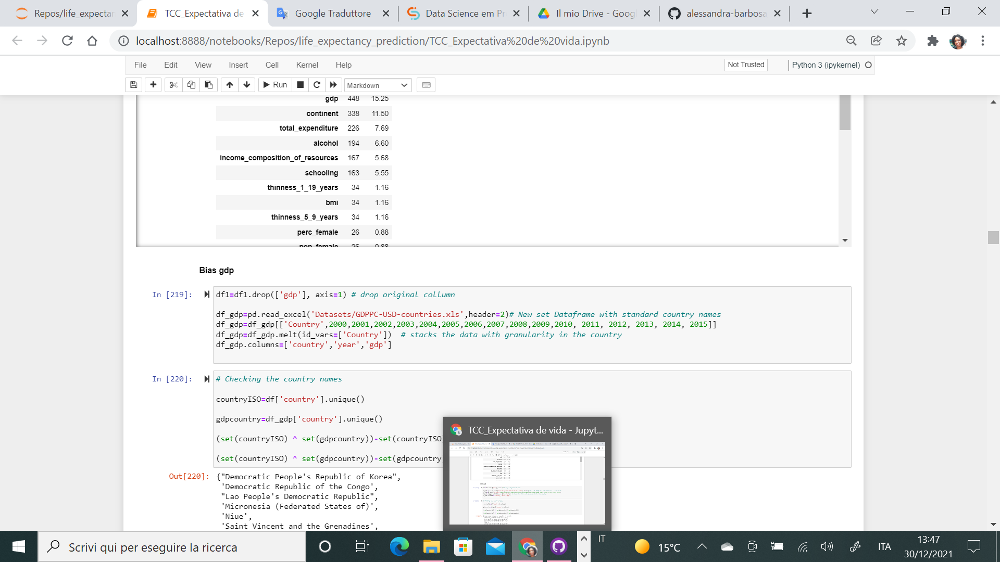 Repos/life_expectan
TCC_Expectativa de
Google Traduttore
Data Science em Pr
Il mio Drive - Googl
alessandra-barbosa
localhost:8888/notebooks/Repos/life_expectancy_prediction/TCC_Expectativa%20de%20vida.ipynb
File Edit View Insert Cell Kernel Help
Not Trusted
Python 3 (ipykernel)
Run
Markdown
gdp 448 15.25
continent 338 11.50
total_expenditure 226 7.69
alcohol 194 6.60
income_composition_of_resources 167 5.68
schooling 163 5.55
thinness_1_19_years 34 1.16
bmi 34 1.16
thinness_5_9_years 34 1.16
perc_female 26 0.88
pop_female 26 0.88
Bias gdp
In [219]:
df1=df1.drop(['gdp'], axis=1) # drop original collumn
df_gdp=pd.read_excel('Datasets/GDPPC-USD-countries.xls',header=2)# New set Dataframe with standard country names
df_gdp=df_gdp[['Country',2000,2001,2002,2003,2004,2005,2006,2007,2008,2009,2010, 2011, 2012, 2013, 2014, 2015]]
df_gdp=df_gdp.melt(id_vars=['Country'])  # stacks the data with granularity in the country
df_gdp.columns=['country','year','gdp']
In [220]:
# Checking the country names
countryISO=df['country'].unique()
gdpcountry=df_gdp['country'].unique()
(set(countryISO) ^ set(gdpcountry))-set(countryISO)
(set(countryISO) ^ set(gdpcountry))-set(gdpcountry
Out[220]:
{"Democratic People's Republic of Korea",
'Democratic Republic of the Congo',
"Lao People's Democratic Republic",
'Micronesia (Federated States of)',
'Niue',
'Saint Vincent and the Grenadines',
TCC_Expectativa de vida - Jupyt...
Scrivi qui per eseguire la ricerca
IT
15°C
ITA
13:47
30/12/2021